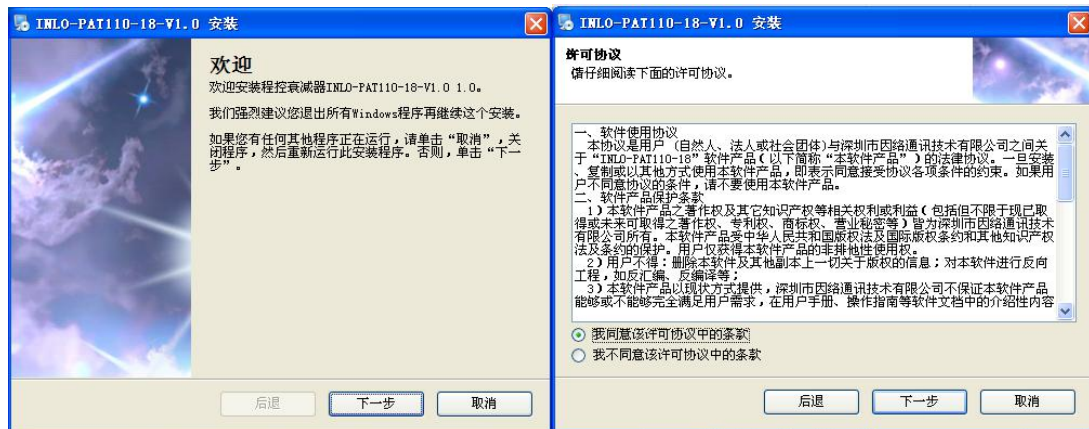 INLO-PAT110-18-V1.0 安装
欢迎
欢迎安装程控衰减器INLO-PAT110-18-V1.0 1.0。
我们强烈建议您退出所有Windows程序再继续这个安装。
如果您有任何其他程序正在运行，请单击“取消”，关
闭程序，然后重新运行此安装程序。否则，单击“下一
步”。
后退
下一步
取消
INLO-PAT110-18-V1.0 安装
许可协议
请仔细阅读下面的许可协议。
一、软件使用协议
本协议是用户（自然人、法人或社会团体）与深圳市因络通讯技术有限公司之间关
于“INLO-PAT110-18”软件产品（以下简称“本软件产品”）的法律协议。一旦安装
、复制或以其他方式使用本软件产品，即表示同意接受协议各项条件的约束。如果用
户不同意协议的条件，请不要使用本软件产品。
二、软件产品保护条款
1）本软件产品之著作权及其它知识产权等相关权利或利益（包括但不限于现已取
得或未来可取得之著作权、专利权、商标权、营业秘密等）皆为深圳市因络通讯技术
有限公司所有。本软件产品受中华人民共和国版权法及国际版权条约和其他知识产权
法及条约的保护。用户仅获得本软件产品的非排他性使用权。
2）用户不得：删除本软件及其他副本上一切关于版权的信息；对本软件进行反向
工程，如反汇编、反编译等；
3）本软件产品以现状方式提供，深圳市因络通讯技术有限公司不保证本软件产品
能够或不能够完全满足用户需求，在用户手册、操作指南等软件文档中的介绍性内容
我同意该许可协议中的条款
我不同意该许可协议中的条款
后退
下一步
取消